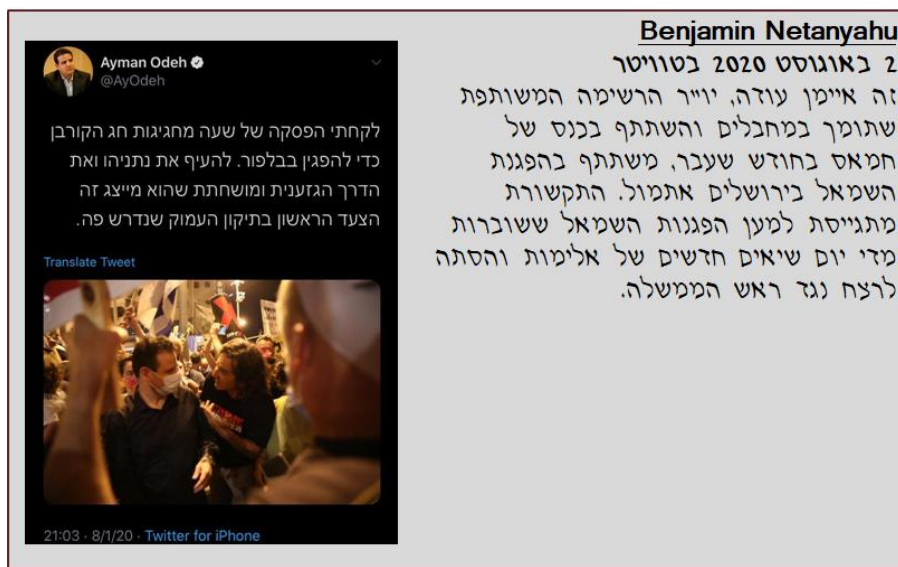 Benjamin Netanyahu
2 באוגוסט 2020 בטוויטר
זה איימן עודה, יו״ר הרשימה המשותפת
שתומך במחבלים והשתתף בכנס של
חמאס בחודש שעבר, משתתף בהפגנת
השמאל בירושלים אתמול. התקשורת
מתגייסת למען הפגנות השמאל ששוברות
מדי יום שיאים חדשים של אלימות והסתה
לרצח נגד ראש הממשלה.
Ayman Odeh
@AyOdeh
לקחתי הפסקה של שעה מחגיגות חג הקורבן
כדי להפגין בבלפור. להעיף את נתניהו ואת
הדרך הגזענית ומושחתת שהוא מייצג זה
הצעד הראשון בתיקון העמוק שנדרש פה.
Translate Tweet
21:03 · 8/1/20 · Twitter for iPhone